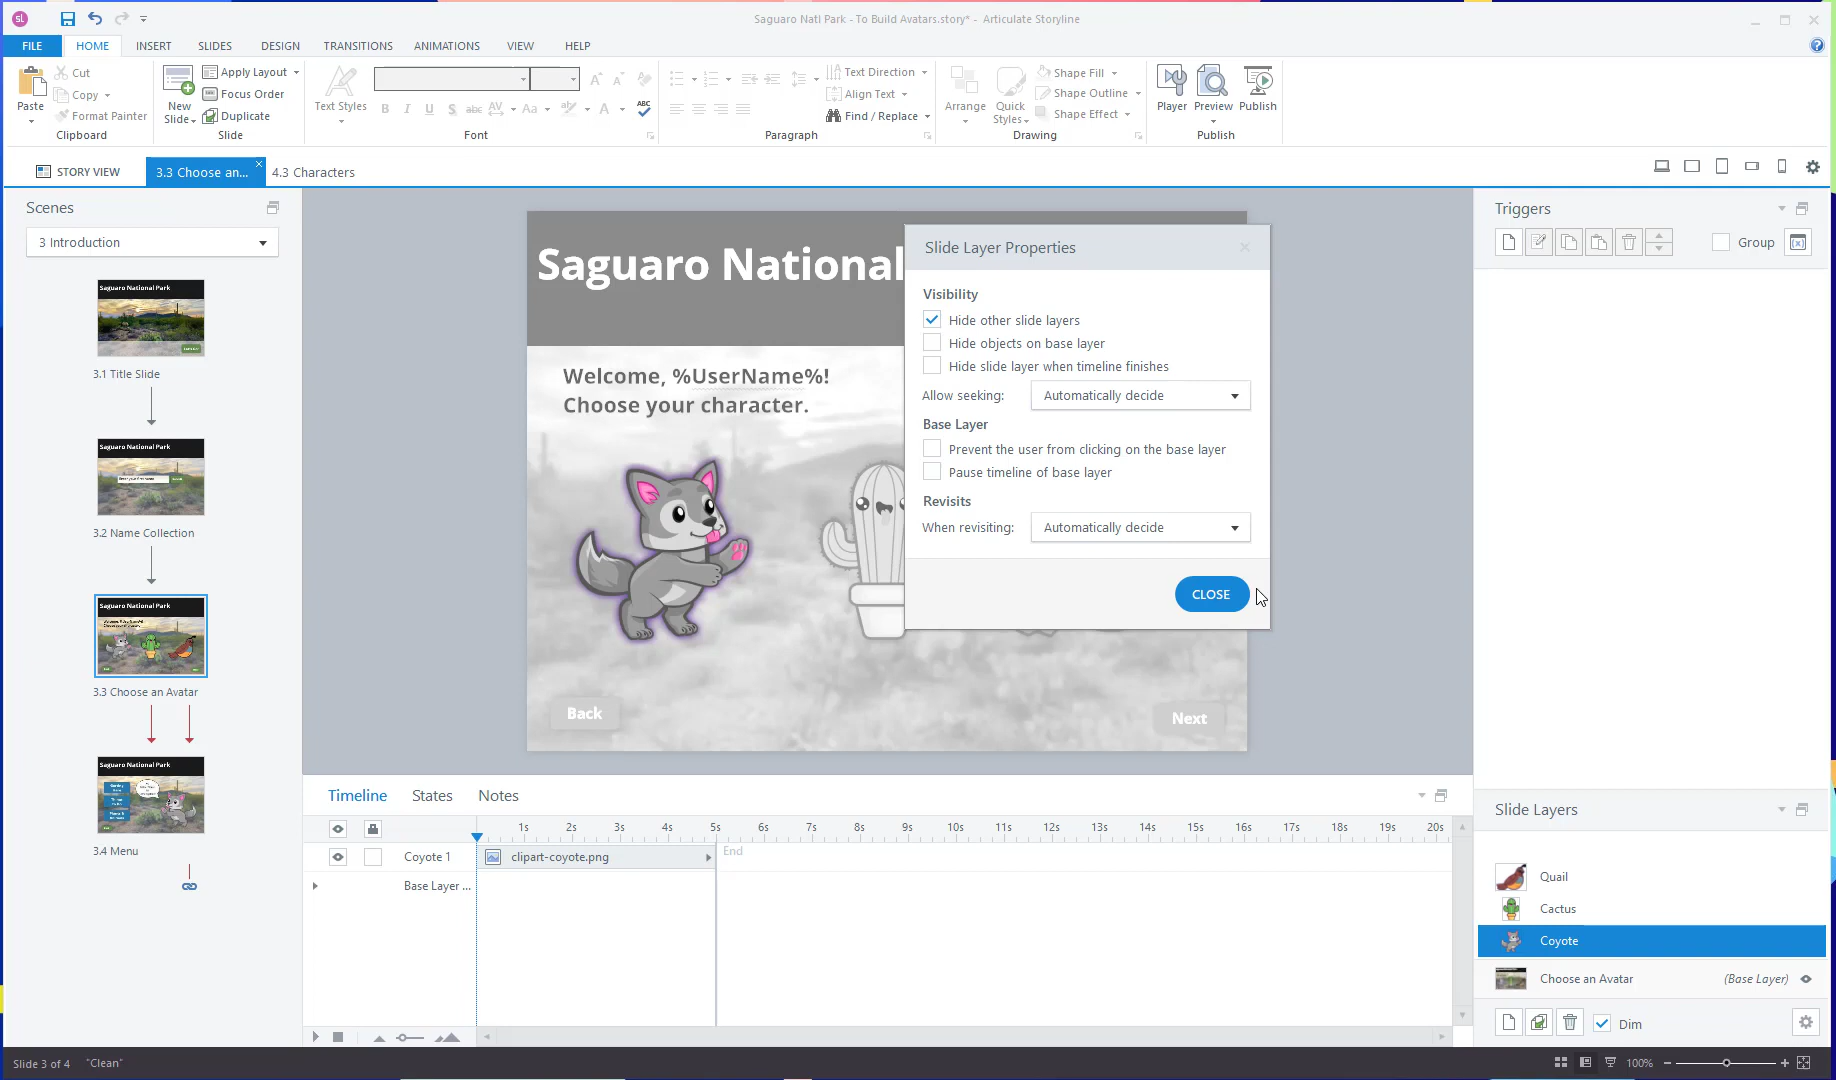 sl
Saguaro Natl Park - To Build Avatars.story* - Articulate Storyline
FILE HOME INSERT SLIDES DESIGN TRANSITIONS ANIMATIONS VIEW HELP
Paste
Cut
Copy
Format Painter
Clipboard
New
Slide
Apply Layout
Focus Order
Duplicate
Slide
Text Styles
B I U S abc AV Aa A ABC
Font
Text Direction
Align Text
Find / Replace
Paragraph
Arrange
Quick
Styles
Shape Fill
Shape Outline
Shape Effect
Drawing
Player Preview Publish
Publish
STORY VIEW
3.3 Choose an...
4.3 Characters
Scenes
3 Introduction
Saguaro National Park
3.1 Title Slide
Saguaro National Park
3.2 Name Collection
Saguaro National Park
3.3 Choose an Avatar
Saguaro National Park
3.4 Menu
Saguaro National
Welcome, %UserName%!
Choose your character.
Back
Next
Slide Layer Properties
Visibility
Hide other slide layers
Hide objects on base layer
Hide slide layer when timeline finishes
Allow seeking: Automatically decide
Base Layer
Prevent the user from clicking on the base layer
Pause timeline of base layer
Revisits
When revisiting: Automatically decide
CLOSE
Triggers
Group
(x)
Timeline States Notes
1s 2s 3s 4s 5s 6s 7s 8s 9s 10s 11s 12s 13s 14s 15s 16s 17s 18s 19s 20s
Coyote 1
clipart-coyote.png
End
Base Layer ...
Slide Layers
Quail
Cactus
Coyote
Choose an Avatar (Base Layer)
Dim
Slide 3 of 4 "Clean"
100%